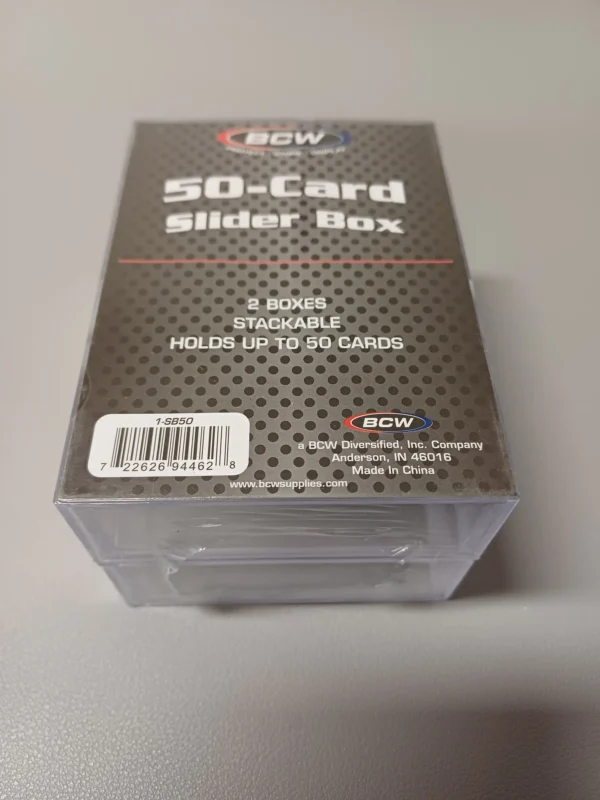 BCW
50-Card
Slider Box
2 BOXES
STACKABLE
HOLDS UP TO 50 CARDS
1-SB50
7 22626 94462 8
BCW
a BCW Diversified, Inc. Company
Anderson, IN 46016
Made In China
www.bcwsupplies.com